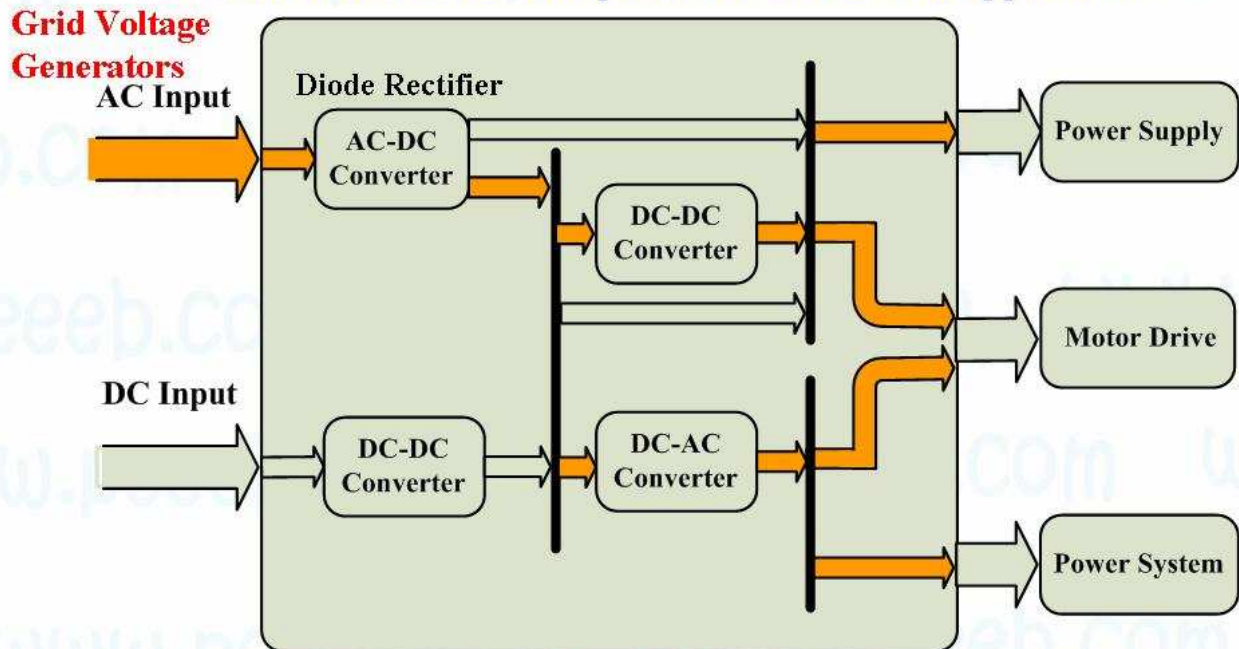 Grid Voltage
Generators
AC Input
Diode Rectifier
AC-DC
Converter
DC-DC
Converter
Power Supply
Motor Drive
DC Input
DC-DC
Converter
DC-AC
Converter
Power System